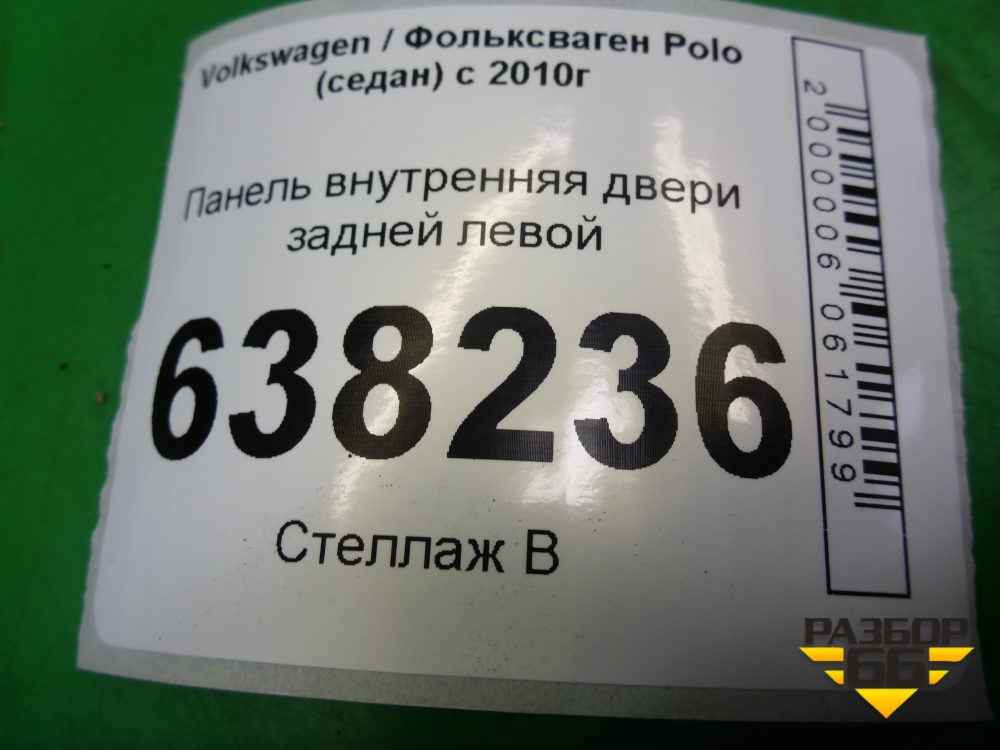 Volkswagen / Фольксваген Polo
(седан) с 2010г
Панель внутренняя двери
задней левой
638236
Стеллаж В
2000006061799
РАЗБОР
66